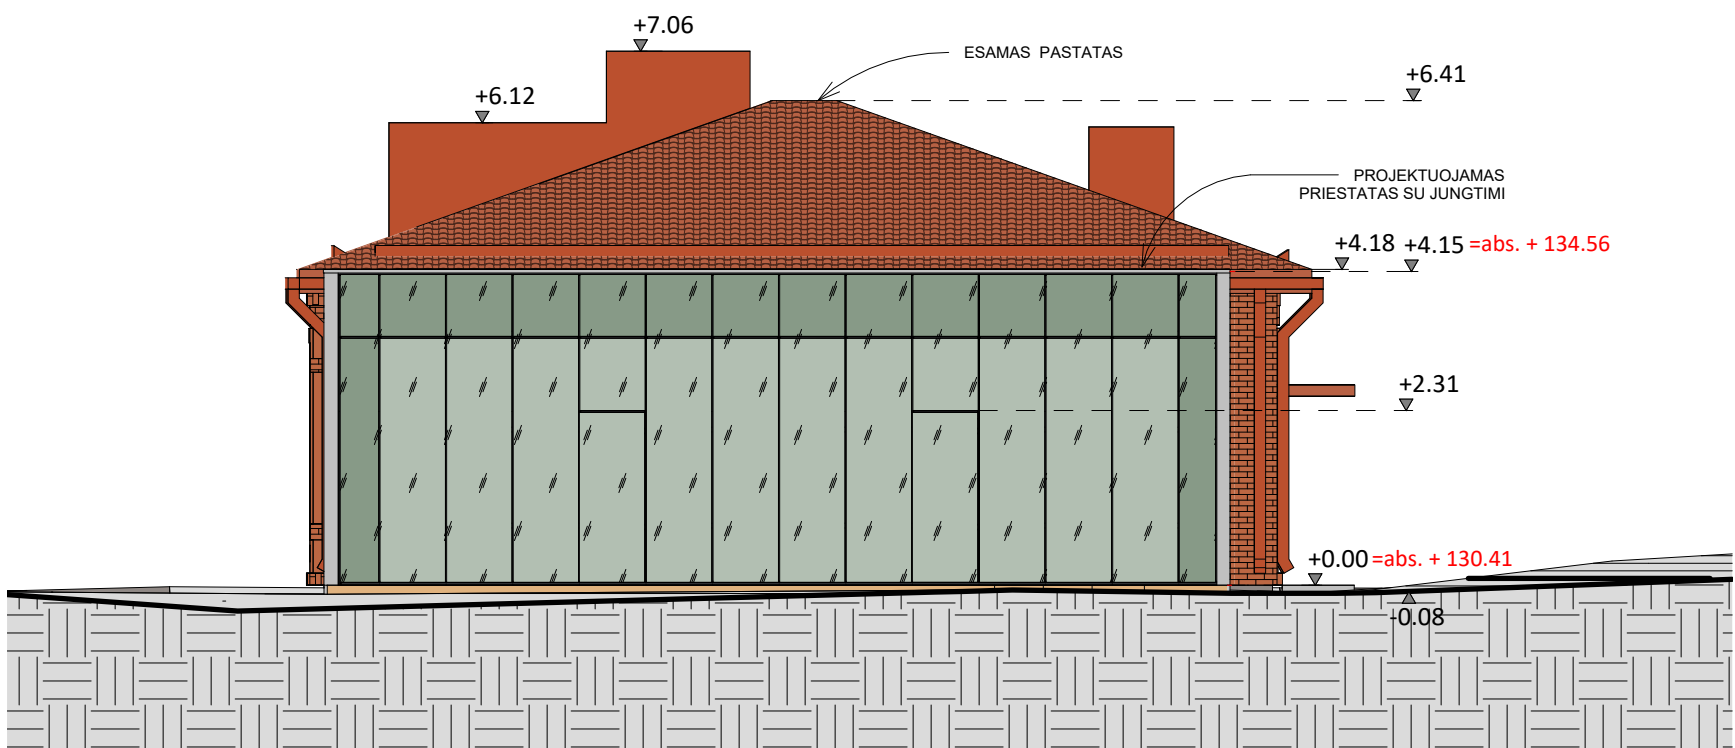 +7.06
ESAMAS PASTATAS
+6.41
+6.12
PROJEKTUOJAMAS
PRIESTATAS SU JUNGTIMI
+4.18 +4.15 =abs. + 134.56
+2.31
+0.00 =abs. + 130.41
-0.08